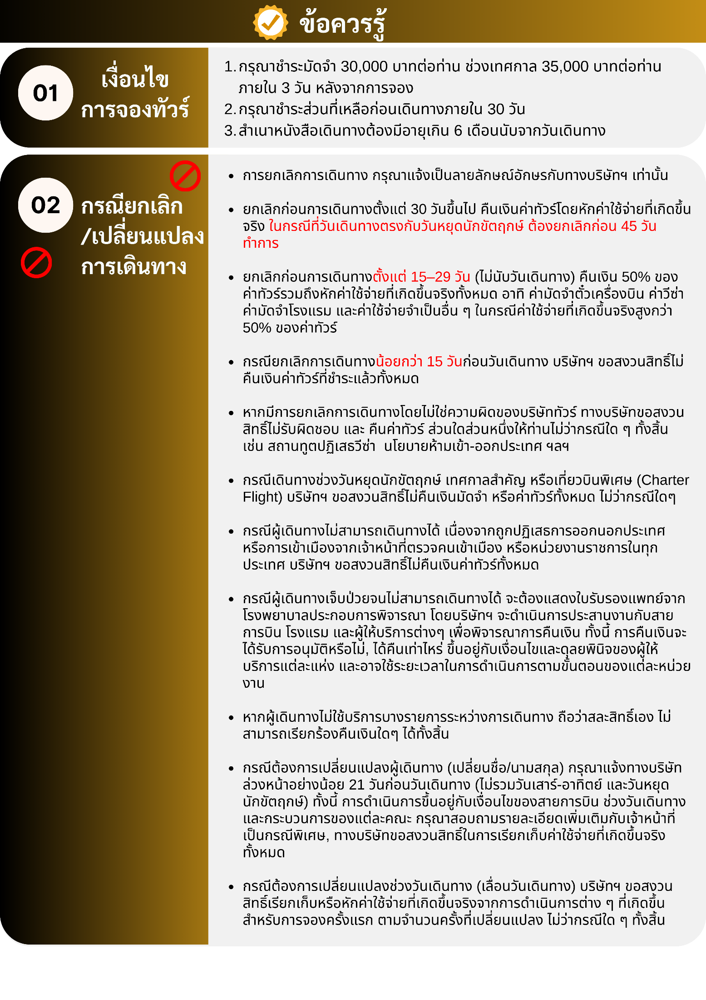 ข้อควรรู้
01
เงื่อนไข
การจองทัวร์
1. กรุณาชำระมัดจำ 30,000 บาทต่อท่าน ช่วงเทศกาล 35,000 บาทต่อท่าน
ภายใน 3 วัน หลังจากการจอง
2. กรุณาชำระส่วนที่เหลือก่อนเดินทางภายใน 30 วัน
3. สำเนาหนังสือเดินทางต้องมีอายุเกิน 6 เดือนนับจากวันเดินทาง
02
กรณียกเลิก
/เปลี่ยนแปลง
การเดินทาง
• การยกเลิกการเดินทาง กรุณาแจ้งเป็นลายลักษณ์อักษรกับทางบริษัทฯ เท่านั้น
• ยกเลิกก่อนการเดินทางตั้งแต่ 30 วันขึ้นไป คืนเงินค่าทัวร์โดยหักค่าใช้จ่ายที่เกิดขึ้น
จริง ในกรณีที่วันเดินทางตรงกับวันหยุดนักขัตฤกษ์ ต้องยกเลิกก่อน 45 วัน
ทำการ
• ยกเลิกก่อนการเดินทางตั้งแต่ 15–29 วัน (ไม่นับวันเดินทาง) คืนเงิน 50% ของ
ค่าทัวร์รวมถึงหักค่าใช้จ่ายที่เกิดขึ้นจริงทั้งหมด อาทิ ค่ามัดจำตั๋วเครื่องบิน ค่าวีซ่า
ค่ามัดจำโรงแรม และค่าใช้จ่ายจำเป็นอื่น ๆ ในกรณีค่าใช้จ่ายที่เกิดขึ้นจริงสูงกว่า
50% ของค่าทัวร์
• กรณียกเลิกการเดินทางน้อยกว่า 15 วันก่อนวันเดินทาง บริษัทฯ ขอสงวนสิทธิ์ไม่
คืนเงินค่าทัวร์ที่ชำระแล้วทั้งหมด
• หากมีการยกเลิกการเดินทางโดยไม่ใช่ความผิดของบริษัททัวร์ ทางบริษัทขอสงวน
สิทธิ์ไม่รับผิดชอบ และ คืนค่าทัวร์ ส่วนใดส่วนหนึ่งให้ท่านไม่ว่ากรณีใด ๆ ทั้งสิ้น
เช่น สถานทูตปฏิเสธวีซ่า  นโยบายห้ามเข้า-ออกประเทศ ฯลฯ
• กรณีเดินทางช่วงวันหยุดนักขัตฤกษ์ เทศกาลสำคัญ หรือเที่ยวบินพิเศษ (Charter
Flight) บริษัทฯ ขอสงวนสิทธิ์ไม่คืนเงินมัดจำ หรือค่าทัวร์ทั้งหมด ไม่ว่ากรณีใดๆ
• กรณีผู้เดินทางไม่สามารถเดินทางได้ เนื่องจากถูกปฏิเสธการออกนอกประเทศ
หรือการเข้าเมืองจากเจ้าหน้าที่ตรวจคนเข้าเมือง หรือหน่วยงานราชการในทุก
ประเทศ บริษัทฯ ขอสงวนสิทธิ์ไม่คืนเงินค่าทัวร์ทั้งหมด
• กรณีผู้เดินทางเจ็บป่วยจนไม่สามารถเดินทางได้ จะต้องแสดงใบรับรองแพทย์จาก
โรงพยาบาลประกอบการพิจารณา โดยบริษัทฯ จะดำเนินการประสานงานกับสาย
การบิน โรงแรม และผู้ให้บริการต่างๆ เพื่อพิจารณาการคืนเงิน ทั้งนี้ การคืนเงินจะ
ได้รับการอนุมัติหรือไม่, ได้คืนเท่าไหร่ ขึ้นอยู่กับเงื่อนไขและดุลยพินิจของผู้ให้
บริการแต่ละแห่ง และอาจใช้ระยะเวลาในการดำเนินการตามขั้นตอนของแต่ละหน่วย
งาน
• หากผู้เดินทางไม่ใช้บริการบางรายการระหว่างการเดินทาง ถือว่าสละสิทธิ์เอง ไม่
สามารถเรียกร้องคืนเงินใดๆ ได้ทั้งสิ้น
• กรณีต้องการเปลี่ยนแปลงผู้เดินทาง (เปลี่ยนชื่อ/นามสกุล) กรุณาแจ้งทางบริษัท
ล่วงหน้าอย่างน้อย 21 วันก่อนวันเดินทาง (ไม่รวมวันเสาร์-อาทิตย์ และวันหยุด
นักขัตฤกษ์) ทั้งนี้ การดำเนินการขึ้นอยู่กับเงื่อนไขของสายการบิน ช่วงวันเดินทาง
และกระบวนการของแต่ละคณะ กรุณาสอบถามรายละเอียดเพิ่มเติมกับเจ้าหน้าที่
เป็นกรณีพิเศษ, ทางบริษัทขอสงวนสิทธิ์ในการเรียกเก็บค่าใช้จ่ายที่เกิดขึ้นจริง
ทั้งหมด
• กรณีต้องการเปลี่ยนแปลงช่วงวันเดินทาง (เลื่อนวันเดินทาง) บริษัทฯ ขอสงวน
สิทธิ์เรียกเก็บหรือหักค่าใช้จ่ายที่เกิดขึ้นจริงจากการดำเนินการต่าง ๆ ที่เกิดขึ้น
สำหรับการจองครั้งแรก ตามจำนวนครั้งที่เปลี่ยนแปลง ไม่ว่ากรณีใด ๆ ทั้งสิ้น